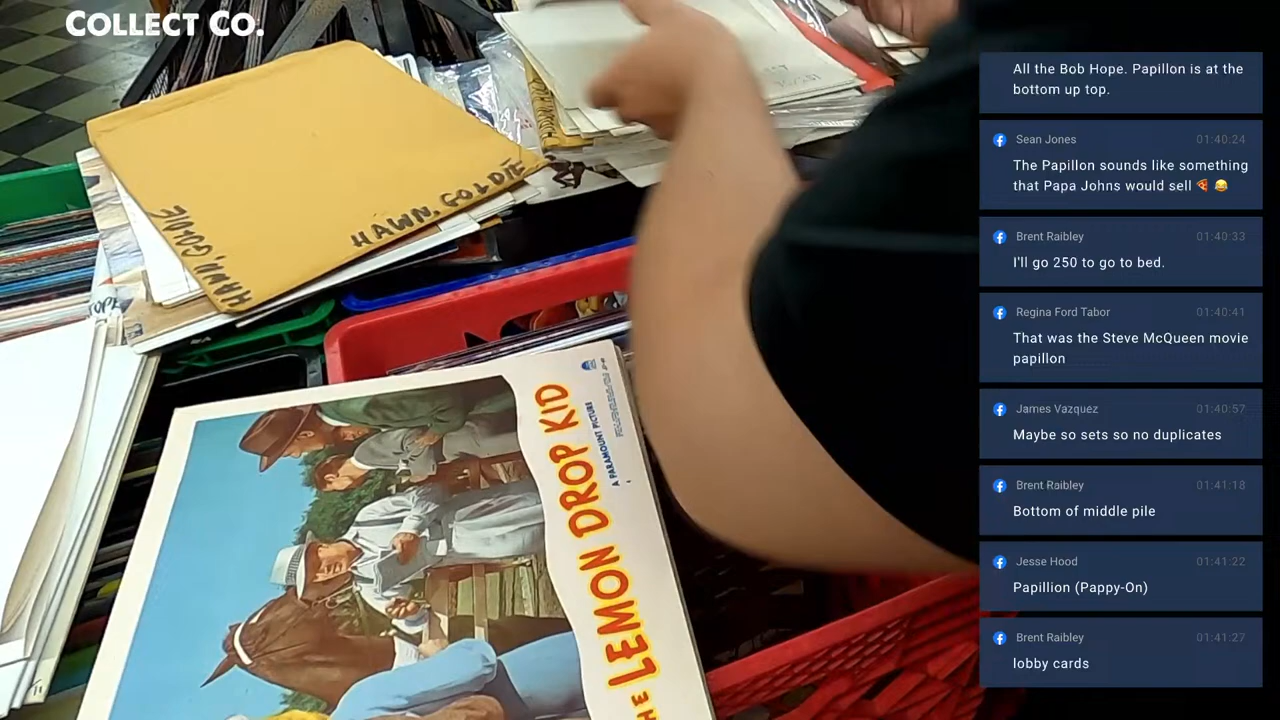 COLLECT CO.
HAWN, GOLDIE
HAWN, GOLDIE
THE LEMON DROP KID
A PARAMOUNT PICTURE
All the Bob Hope. Papillon is at the
bottom up top.
Sean Jones 01:40:24
The Papillon sounds like something
that Papa Johns would sell 🍕 😂
Brent Raibley 01:40:33
I'll go 250 to go to bed.
Regina Ford Tabor 01:40:41
That was the Steve McQueen movie
papillon
James Vazquez 01:40:57
Maybe so sets so no duplicates
Brent Raibley 01:41:18
Bottom of middle pile
Jesse Hood 01:41:22
Papillion (Pappy-On)
Brent Raibley 01:41:27
lobby cards